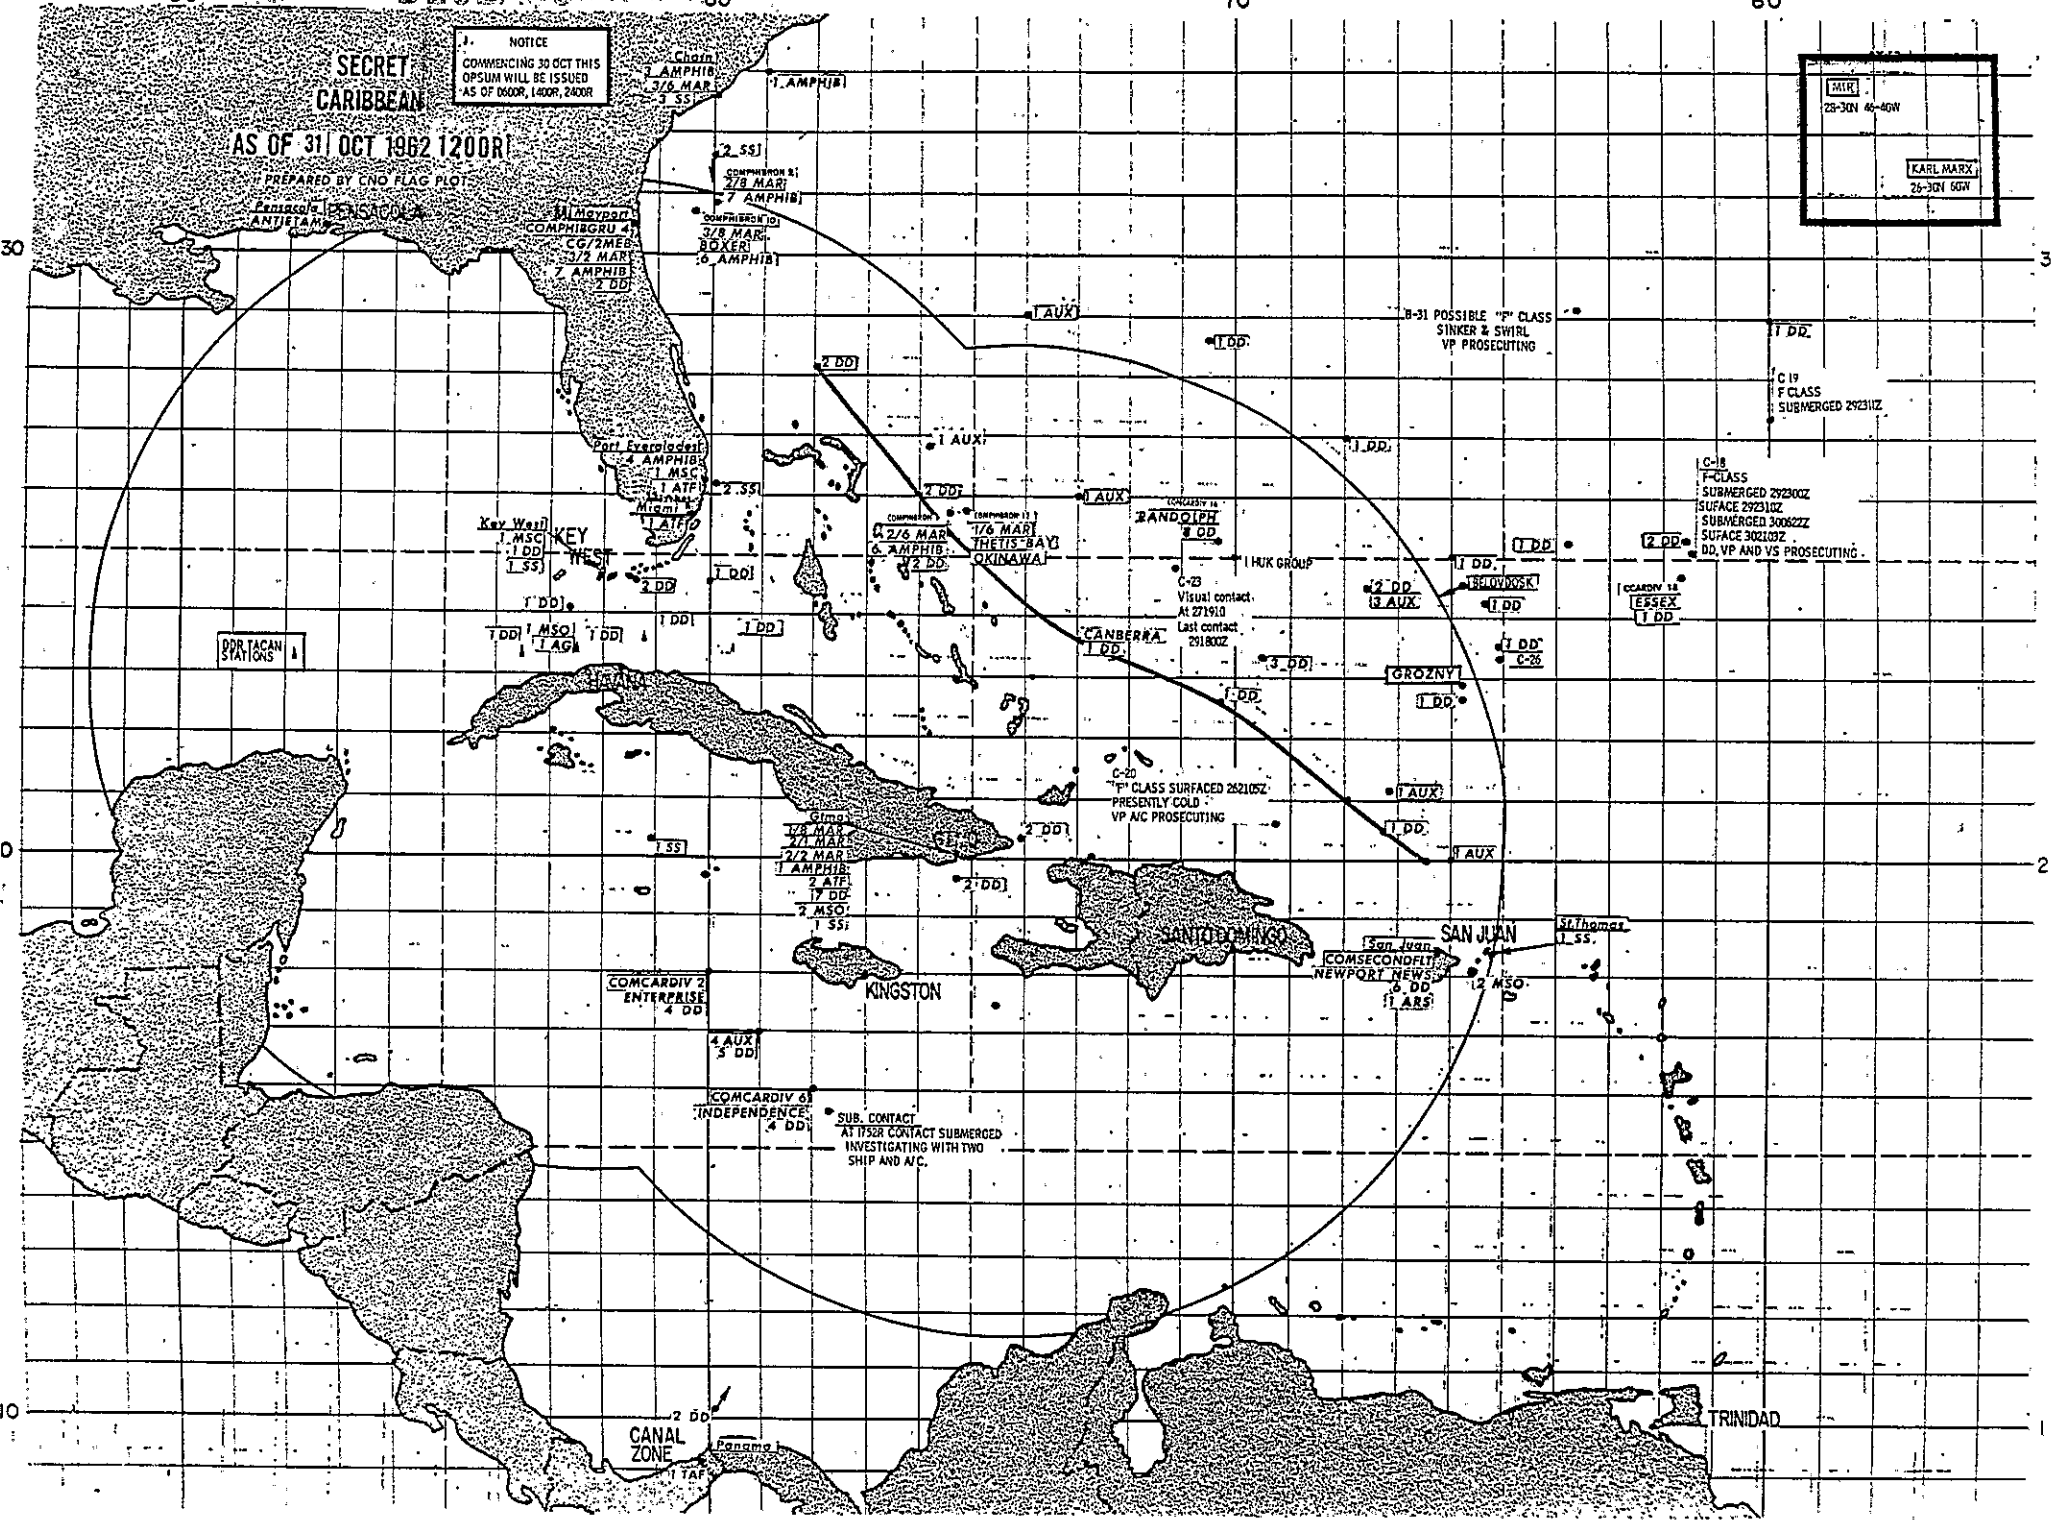 70
NOTICE
COMMENCING 30 OCT THIS
OPSUM WILL BE ISSUED
AS OF 0600R, 1400R, 2400R
SECRET
CARIBBEAN
AS OF 31 OCT 1962 1200R
PREPARED BY CNO FLAG PLOT
3 AMPHIB
3/6 MAR
3 SS
1 AMPHIB
MIR
28-30N 46-40W
KARL MARX
26-30N 60W
2 SS
2/8 MAR
7 AMPHIB
Pensacola
ANTIETAM
PENSACOLA
Mayport
COMPHIBGRU 4
CG/2MEB
3/2 MAR
7 AMPHIB
2 DD
COMPHIBRON 10
3/8 MAR
BOXER
6 AMPHIB
30
3
1 AUX
1 DD
B-31 POSSIBLE "F" CLASS
SINKER & SWIRL
VP PROSECUTING
1 DD
2 DD
C 19
F CLASS
SUBMERGED 292311Z
Port Everglades
4 AMPHIB
1 MSC
1 ATF
Miami
1 ATF
2 SS
1 AUX
1 DD
2 DD
1 AUX
C-18
F-CLASS
SUBMERGED 292300Z
SUFACE 292310Z
SUBMERGED 300622Z
SUFACE 302103Z
DD, VP AND VS PROSECUTING
Key West
1 MSC
1 DD
1 SS
KEY
WEST
2/6 MAR
6 AMPHIB
2 DD
1/6 MAR
THETIS BAY
OKINAWA
RANDOLPH
8 DD
1 HUK GROUP
1 DD
1 DD
2 DD
2 DD
1 DD
C-23
Visual contact
At 271910
Last contact
291800Z
2 DD
3 AUX
BELOVDOSK
1 DD
ESSEX
1 DD
1 DD
DDR TACAN
STATIONS
1 DD
1 MSO
1 AG
1 DD
1 DD
1 DD
CANBERRA
1 DD
3 DD
1 DD
C-26
HAVANA
1 DD
GROZNY
1 DD
C-20
"F" CLASS SURFACED 262105Z
PRESENTLY COLD
VP A/C PROSECUTING
1 AUX
Gtmo
1/8 MAR
2/1 MAR
2/2 MAR
1 AMPHIB
2 ATF
7 DD
2 MSO
1 SS
GTMO
2 DD
1 DD
1 AUX
1 SS
2 DD
2
SANTO DOMINGO
San Juan
COMSECONDFLT
NEWPORT NEWS
6 DD
1 ARS
SAN JUAN
2 MSO
St.Thomas
1 SS
COMCARDIV 2
ENTERPRISE
4 DD
KINGSTON
4 AUX
5 DD
COMCARDIV 6
INDEPENDENCE
4 DD
SUB. CONTACT
AT 1752R CONTACT SUBMERGED
INVESTIGATING WITH TWO
SHIP AND A/C.
10
2 DD
CANAL
ZONE
Panama
1 TAF
TRINIDAD
1